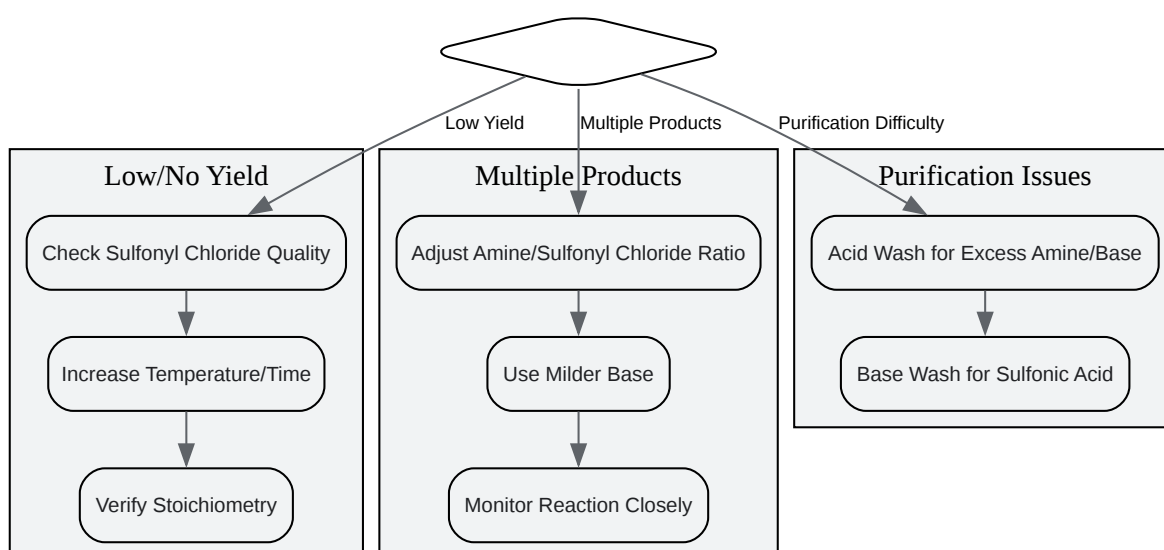 Low Yield
Multiple Products
Purification Difficulty
Low/No Yield
Multiple Products
Purification Issues
Check Sulfonyl Chloride Quality
Adjust Amine/Sulfonyl Chloride Ratio
Acid Wash for Excess Amine/Base
Increase Temperature/Time
Use Milder Base
Base Wash for Sulfonic Acid
Verify Stoichiometry
Monitor Reaction Closely